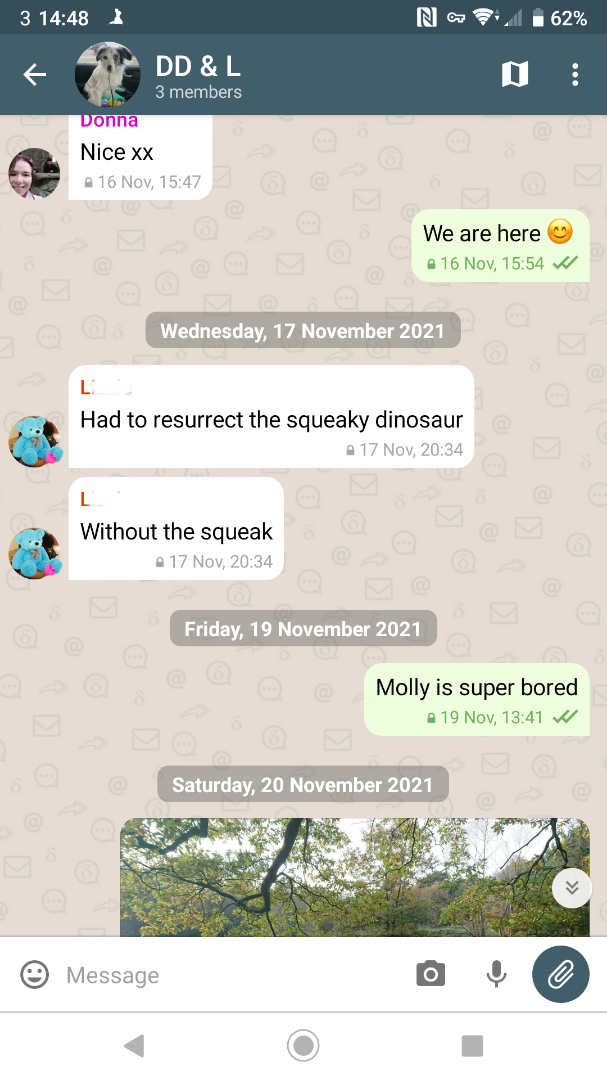 3 14:48 62%
DD & L
3 members
Donna
Nice xx
16 Nov, 15:47
We are here 😊
16 Nov, 15:54
Wednesday, 17 November 2021
L
Had to resurrect the squeaky dinosaur
17 Nov, 20:34
L
Without the squeak
17 Nov, 20:34
Friday, 19 November 2021
Molly is super bored
19 Nov, 13:41
Saturday, 20 November 2021
Message